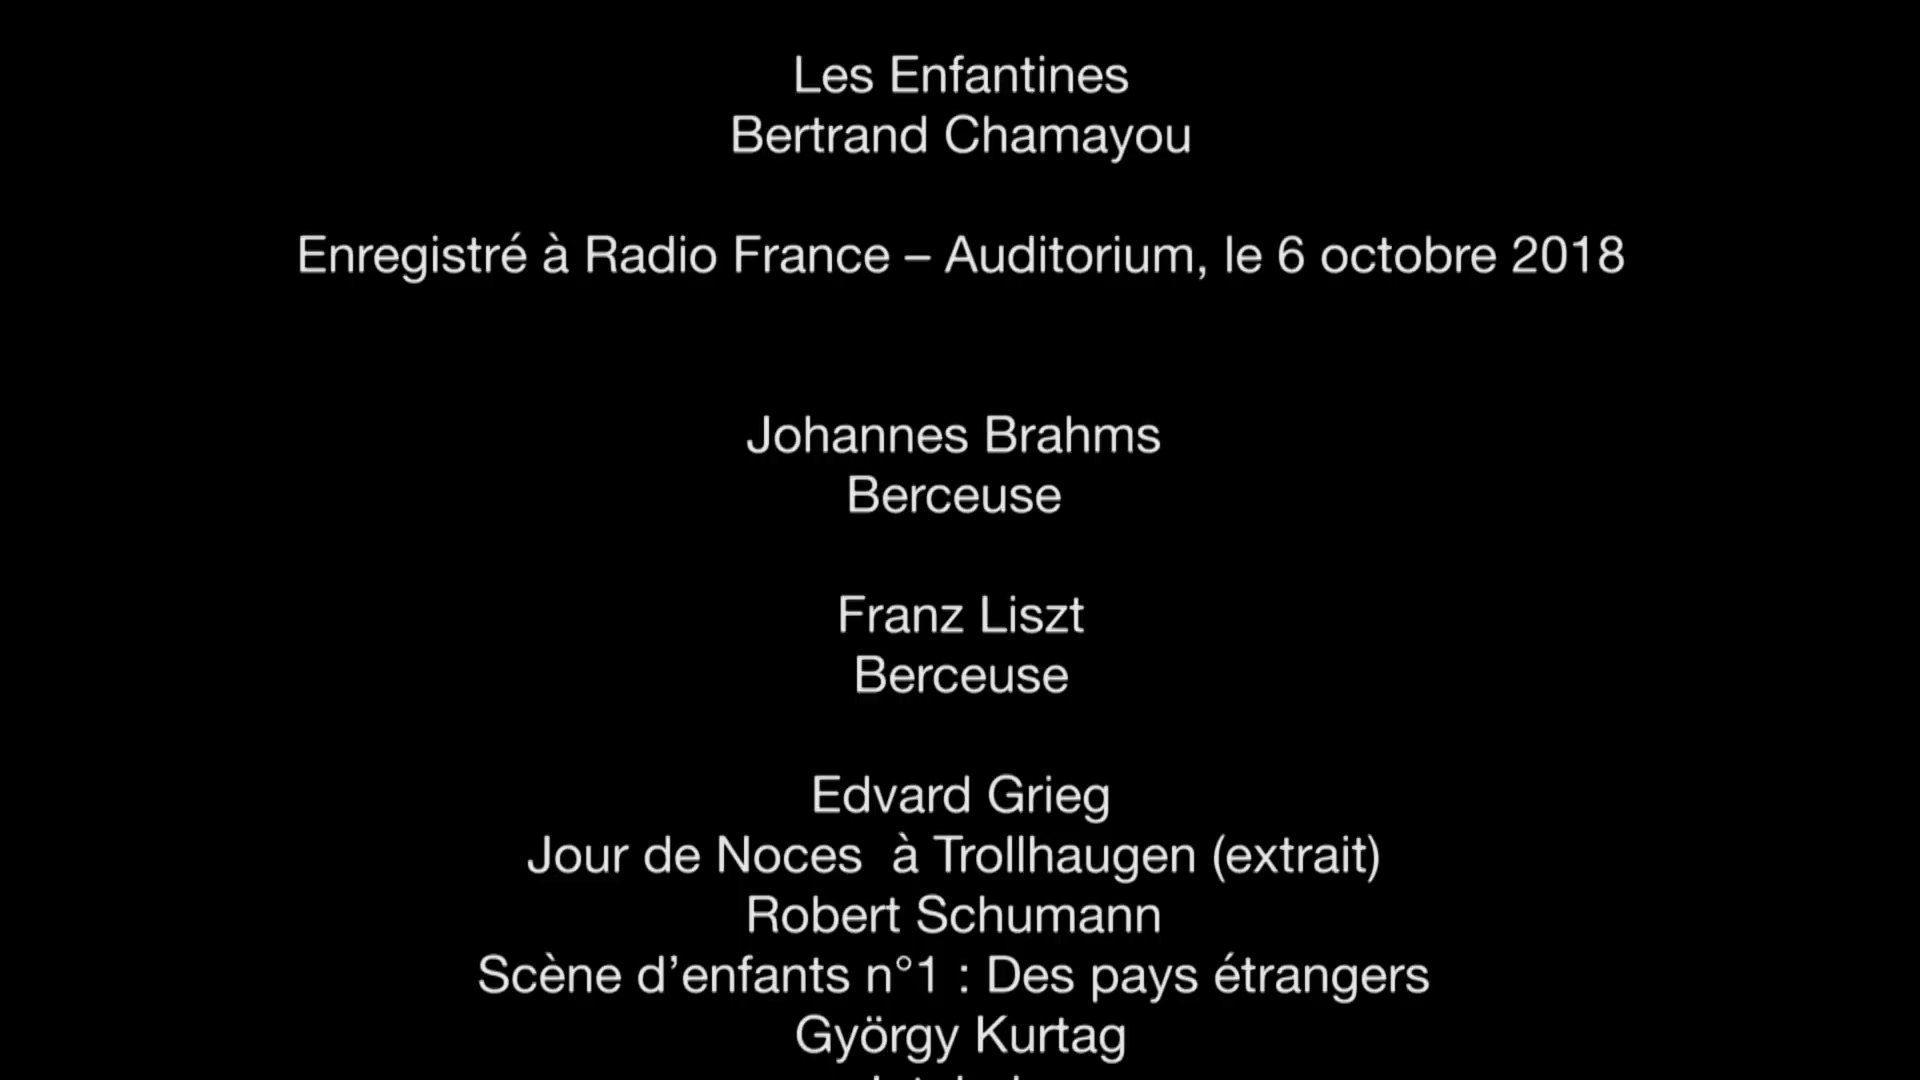 Les Enfantines
Bertrand Chamayou
Enregistré à Radio France – Auditorium, le 6 octobre 2018
Johannes Brahms
Berceuse
Franz Liszt
Berceuse
Edvard Grieg
Jour de Noces  à Trollhaugen (extrait)
Robert Schumann
Scène d’enfants n°1 : Des pays étrangers
György Kurtag